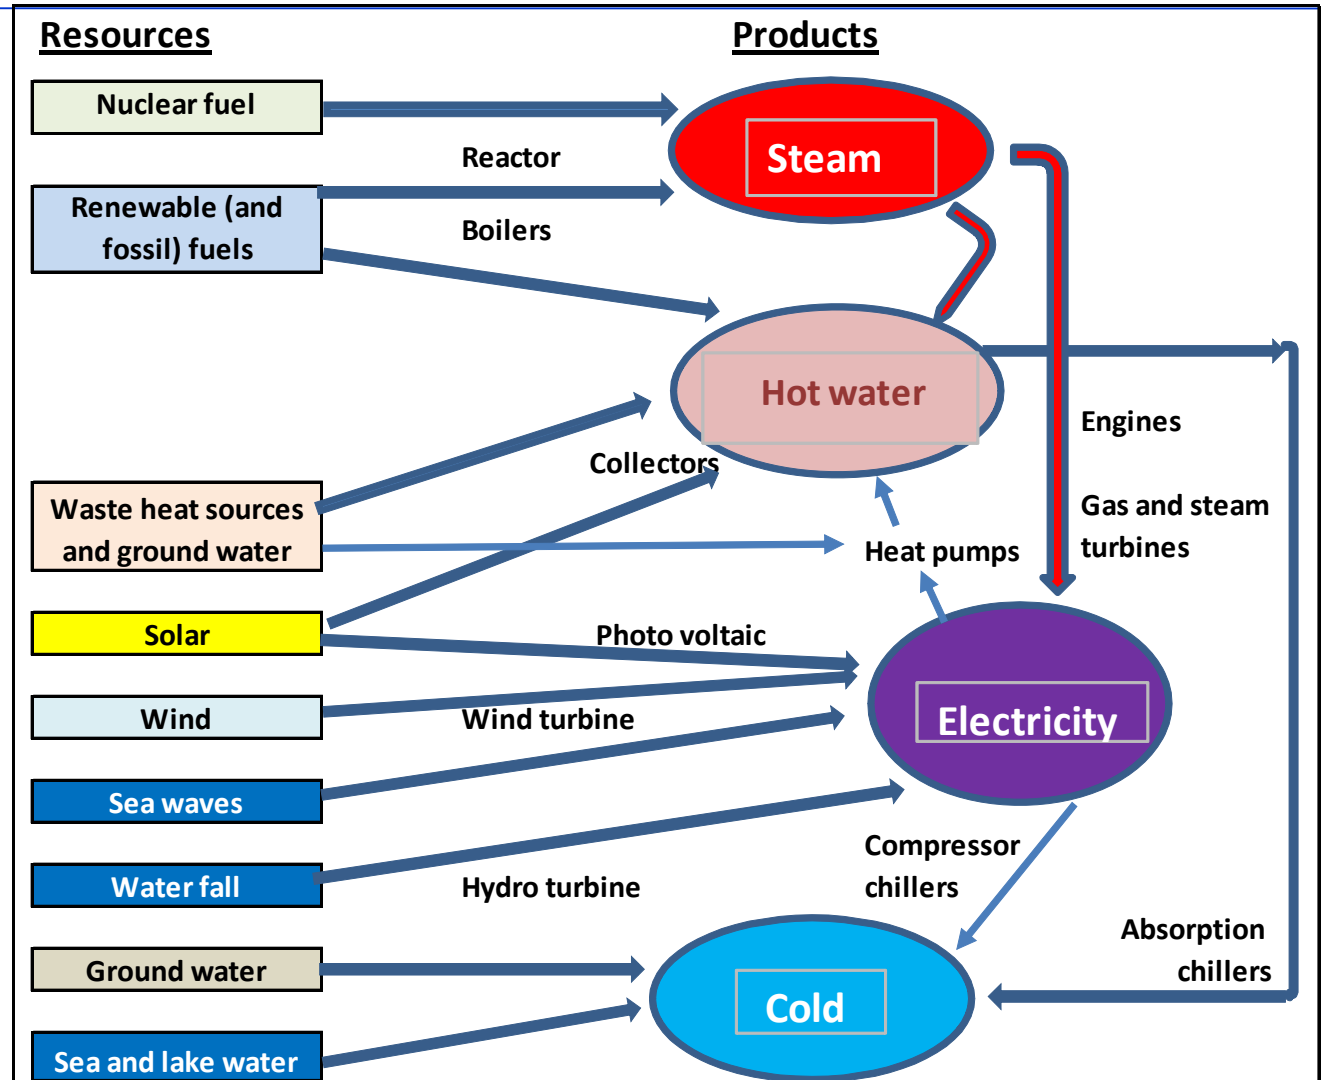 Resources
Products
Nuclear fuel
Steam
Reactor
Renewable (and
fossil) fuels
Boilers
Hot water
Engines
Collectors
Waste heat sources
and ground water
Gas and steam
turbines
Heat pumps
Solar
Photo voltaic
Wind
Wind turbine
Electricity
Sea waves
Compressor
chillers
Water fall
Hydro turbine
Absorption
chillers
Ground water
Cold
Sea and lake water